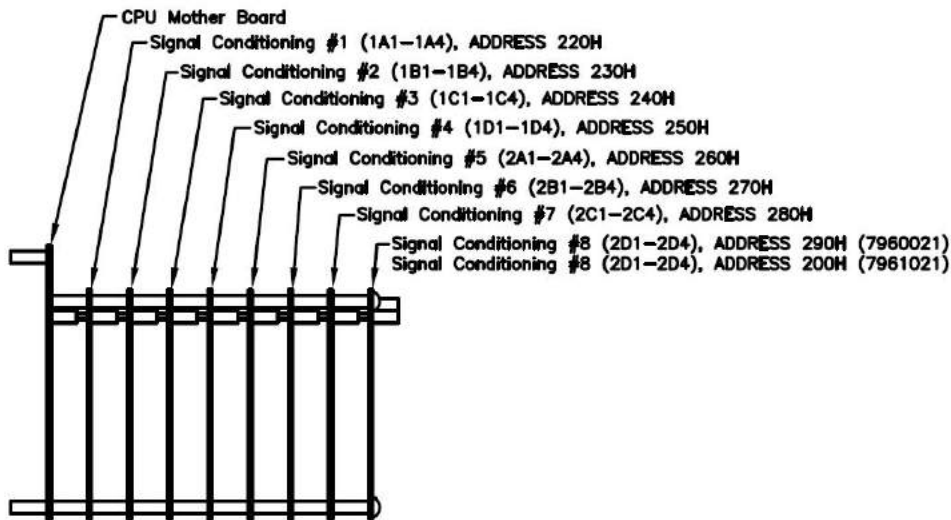 CPU Mother Board
Signal Conditioning #1 (1A1-1A4), ADDRESS 220H
Signal Conditioning #2 (1B1-1B4), ADDRESS 230H
Signal Conditioning #3 (1C1-1C4), ADDRESS 240H
Signal Conditioning #4 (1D1-1D4), ADDRESS 250H
Signal Conditioning #5 (2A1-2A4), ADDRESS 260H
Signal Conditioning #6 (2B1-2B4), ADDRESS 270H
Signal Conditioning #7 (2C1-2C4), ADDRESS 280H
Signal Conditioning #8 (2D1-2D4), ADDRESS 290H (7960021)
Signal Conditioning #8 (2D1-2D4), ADDRESS 200H (7961021)